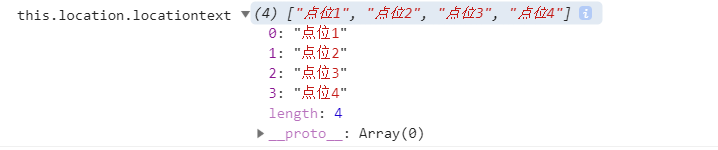 this.location.locationtext ▼(4) ["点位1", "点位2", "点位3", "点位4"] i
0: "点位1"
1: "点位2"
2: "点位3"
3: "点位4"
length: 4
▶__proto__: Array(0)